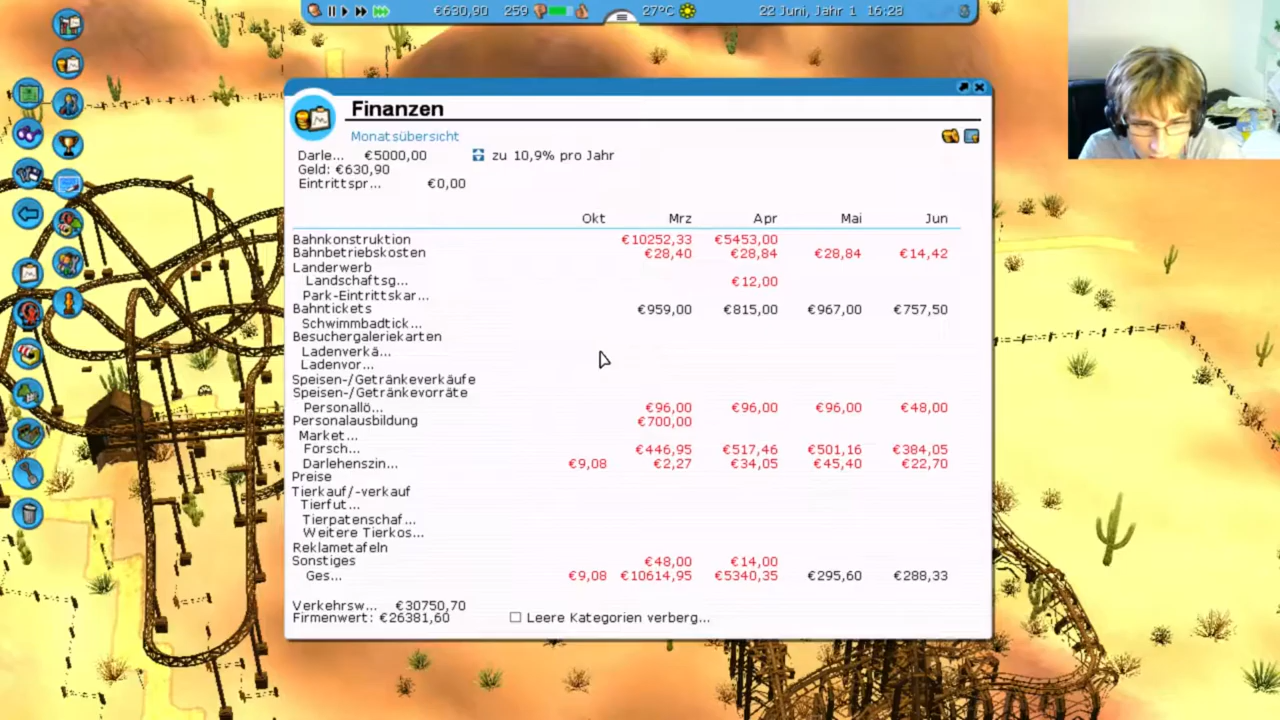 €630,90 259 27°C 22 Juni, Jahr 1 16:28
Finanzen
Monatsübersicht
Darle... €5000,00 zu 10,9% pro Jahr
Geld: €630,90
Eintrittspr... €0,00
Okt Mrz Apr Mai Jun
Bahnkonstruktion €10252,33 €5453,00
Bahnbetriebskosten €28,40 €28,84 €28,84 €14,42
Landerwerb
Landschaftsg... €12,00
Park-Eintrittskar...
Bahntickets €959,00 €815,00 €967,00 €757,50
Schwimmbadtick...
Besuchergaleriekarten
Ladenverkä...
Ladenvor...
Speisen-/Getränkeverkäufe
Speisen-/Getränkevorräte
Personallö... €96,00 €96,00 €96,00 €48,00
Personalausbildung €700,00
Market...
Forsch... €446,95 €517,46 €501,16 €384,05
Darlehenszin... €9,08 €2,27 €34,05 €45,40 €22,70
Preise
Tierkauf/-verkauf
Tierfut...
Tierpatenschaf...
Weitere Tierkos...
Reklametafeln
Sonstiges €48,00 €14,00
Ges... €9,08 €10614,95 €5340,35 €295,60 €288,33
Verkehrsw... €30750,70
Firmenwert: €26381,60 Leere Kategorien verberg...